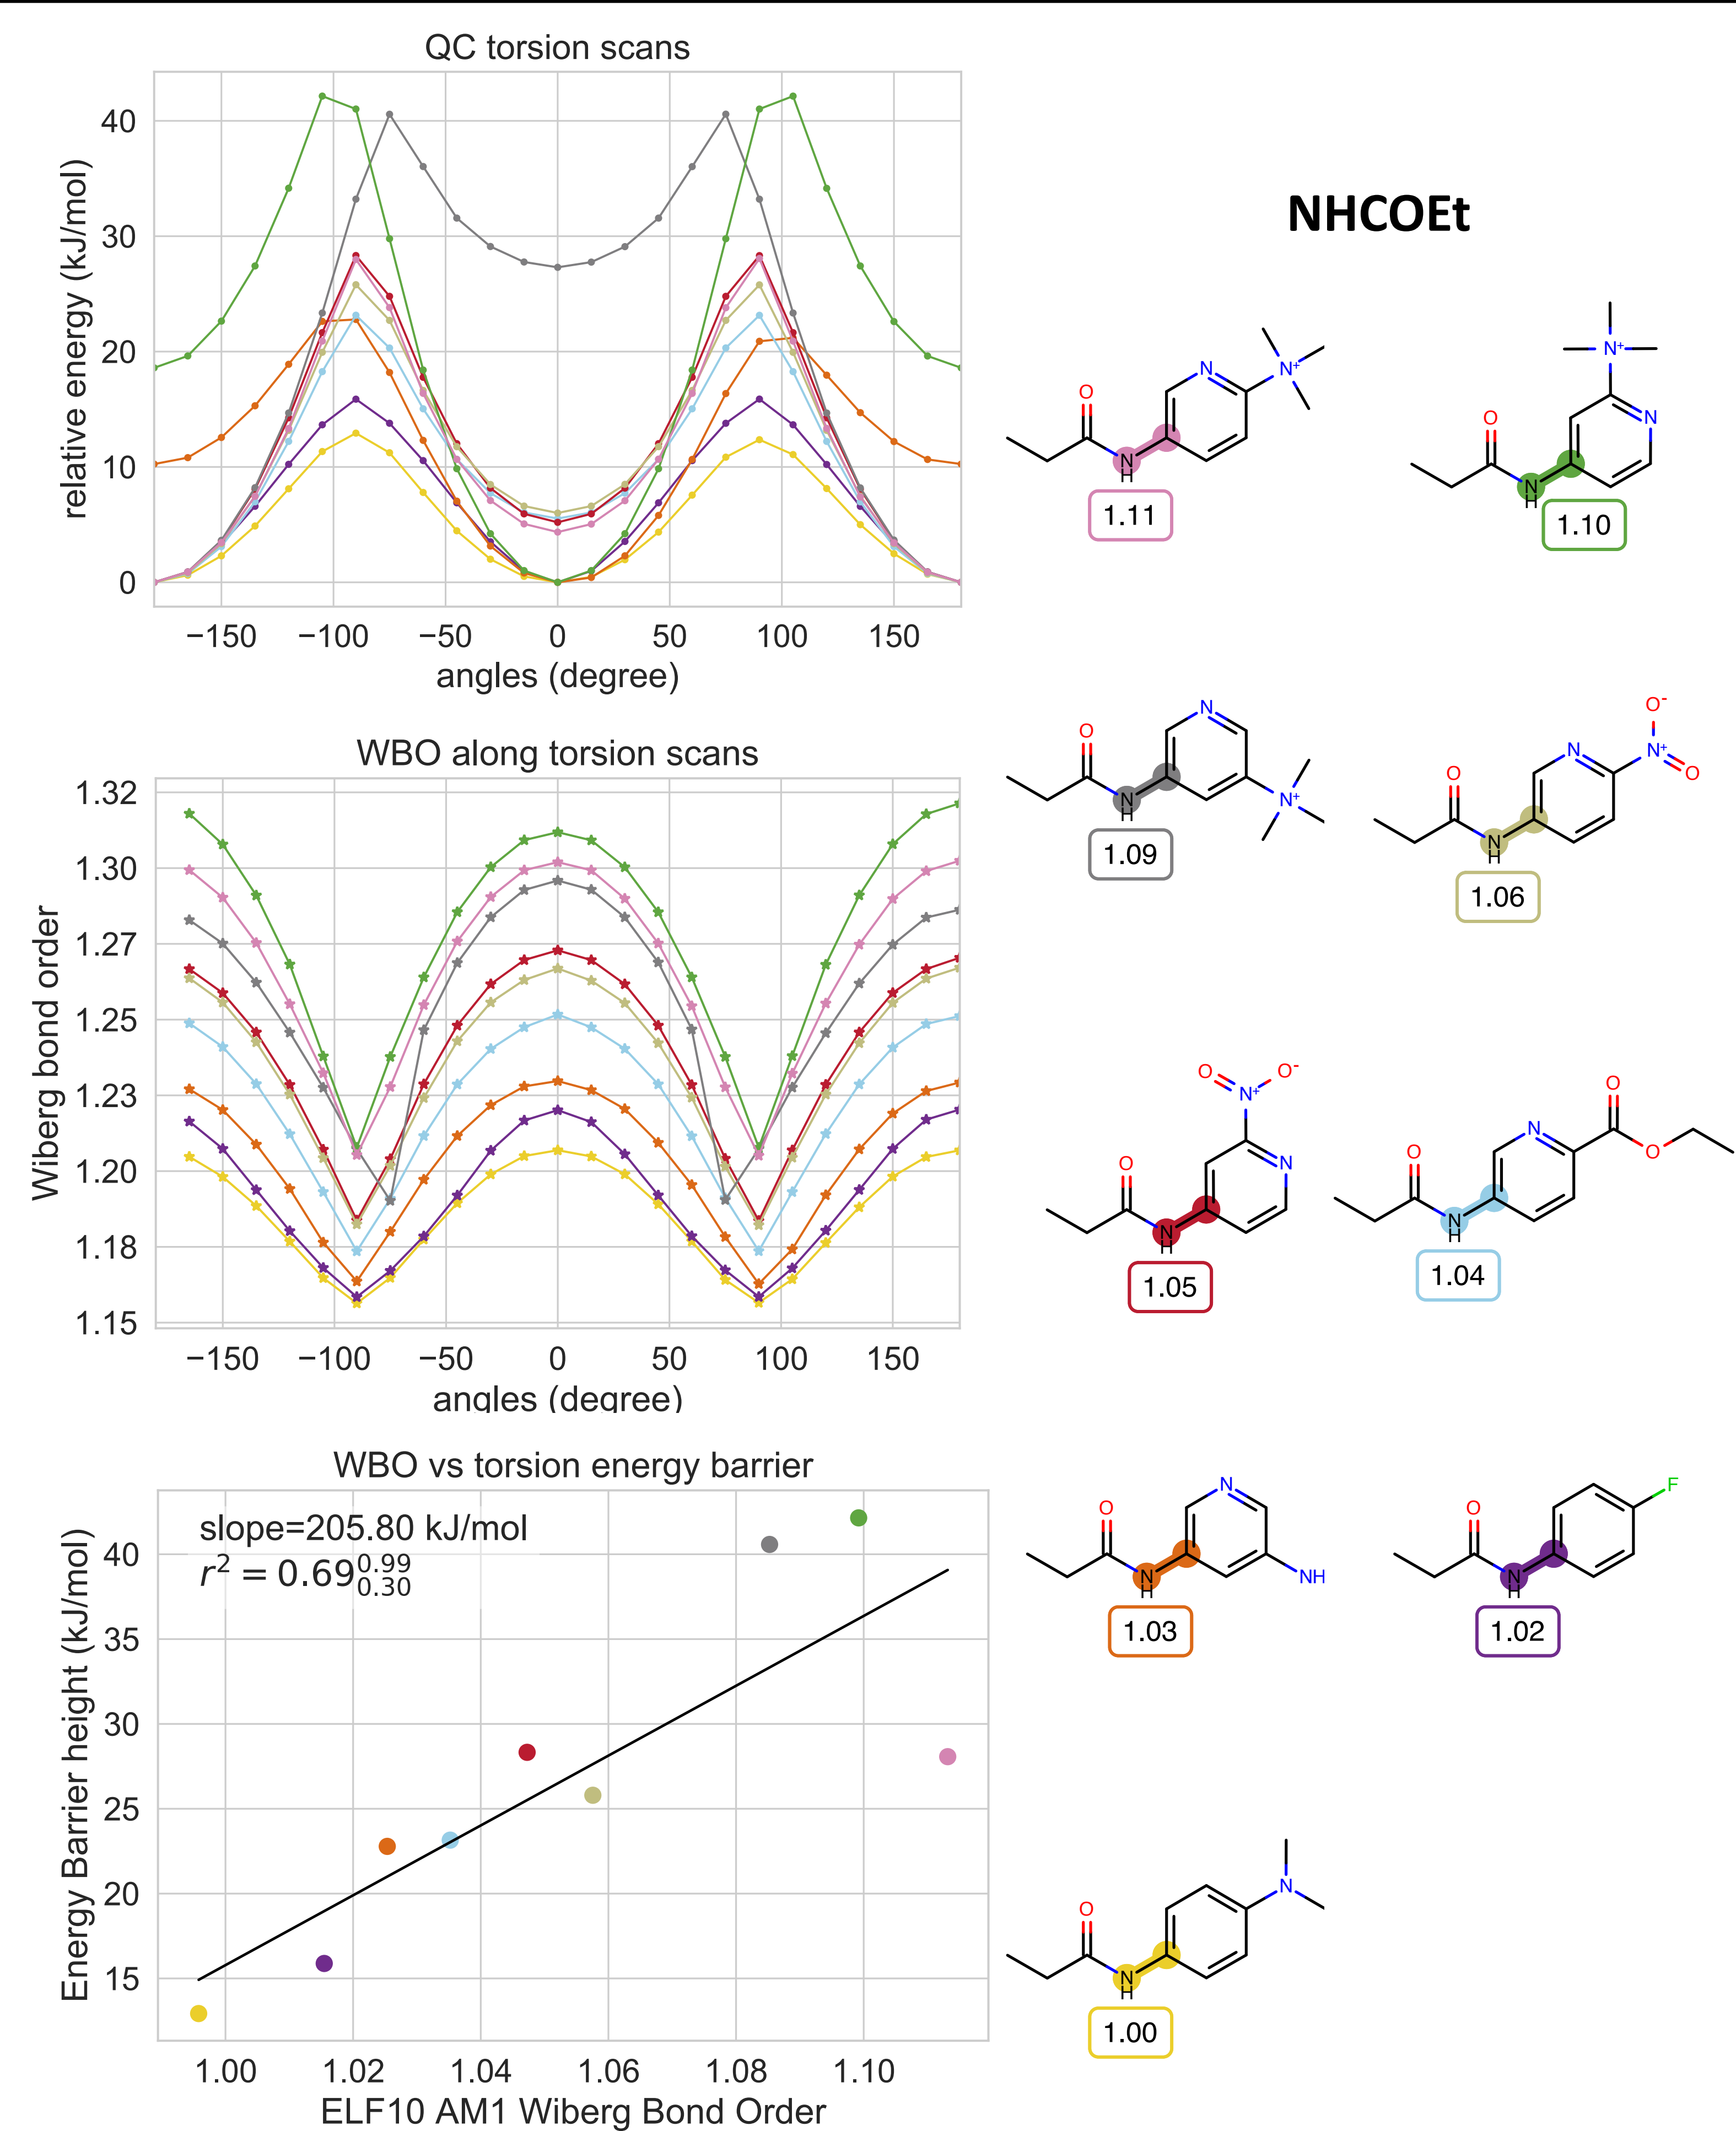 QC torsion scans
relative energy (kJ/mol)
40
30
20
10
0
−150 −100 −50 0 50 100 150
angles (degree)
NHCOEt
N
N+
O
N
H
1.11
N+
N
O
N
H
1.10
WBO along torsion scans
Wiberg bond order
1.32
1.30
1.27
1.25
1.23
1.20
1.18
1.15
−150 −100 −50 0 50 100 150
angles (degree)
N
O
N+
N
H
1.09
O-
N N+
O
O
N
H
1.06
O O-
N+
N
O
N
H
1.05
O
N
O
O
N
H
1.04
WBO vs torsion energy barrier
slope=205.80 kJ/mol
r² = 0.69 0.99 0.30
Energy Barrier height (kJ/mol)
40
35
30
25
20
15
1.00 1.02 1.04 1.06 1.08 1.10
ELF10 AM1 Wiberg Bond Order
N
O
N
H
NH
1.03
F
O
N
H
1.02
N
O
N
H
1.00